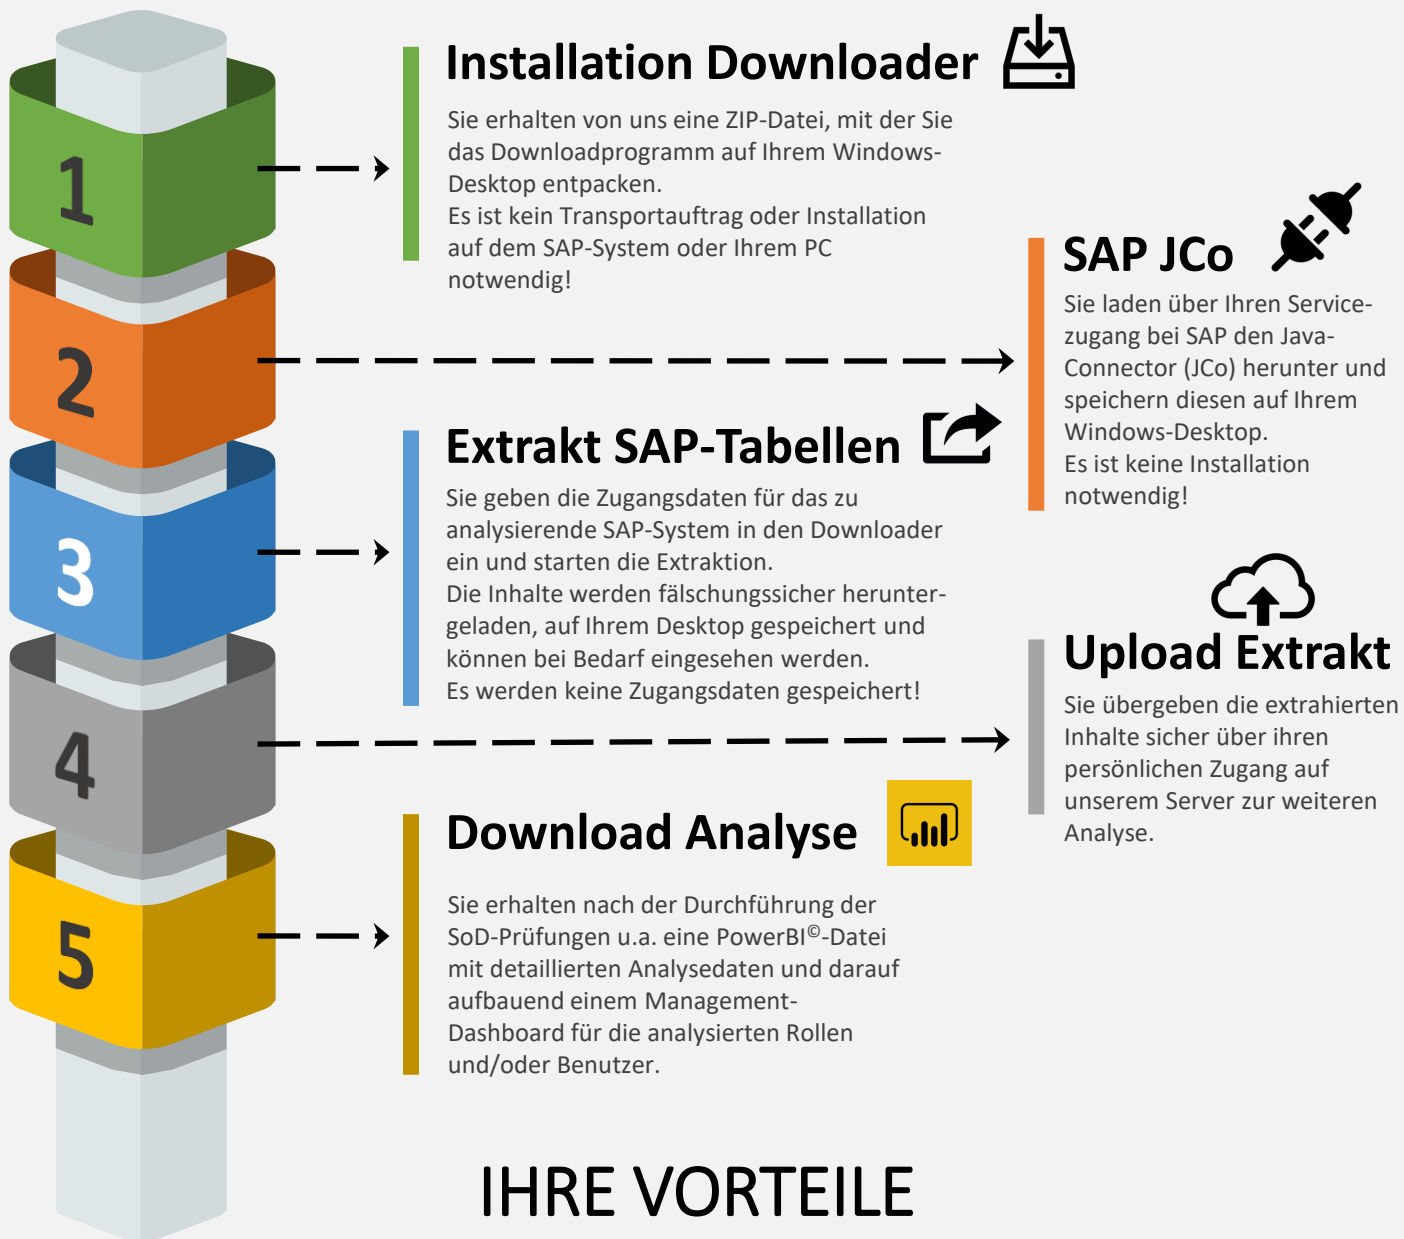 1
Installation Downloader
Sie erhalten von uns eine ZIP-Datei, mit der Sie
das Downloadprogramm auf Ihrem Windows-
Desktop entpacken.
Es ist kein Transportauftrag oder Installation
auf dem SAP-System oder Ihrem PC
notwendig!
2
SAP JCo
Sie laden über Ihren Service-
zugang bei SAP den Java-
Connector (JCo) herunter und
speichern diesen auf Ihrem
Windows-Desktop.
Es ist keine Installation
notwendig!
3
Extrakt SAP-Tabellen
Sie geben die Zugangsdaten für das zu
analysierende SAP-System in den Downloader
ein und starten die Extraktion.
Die Inhalte werden fälschungssicher herunter-
geladen, auf Ihrem Desktop gespeichert und
können bei Bedarf eingesehen werden.
Es werden keine Zugangsdaten gespeichert!
4
Upload Extrakt
Sie übergeben die extrahierten
Inhalte sicher über ihren
persönlichen Zugang auf
unserem Server zur weiteren
Analyse.
5
Download Analyse
Sie erhalten nach der Durchführung der
SoD-Prüfungen u.a. eine PowerBI©-Datei
mit detaillierten Analysedaten und darauf
aufbauend einem Management-
Dashboard für die analysierten Rollen
und/oder Benutzer.
IHRE VORTEILE